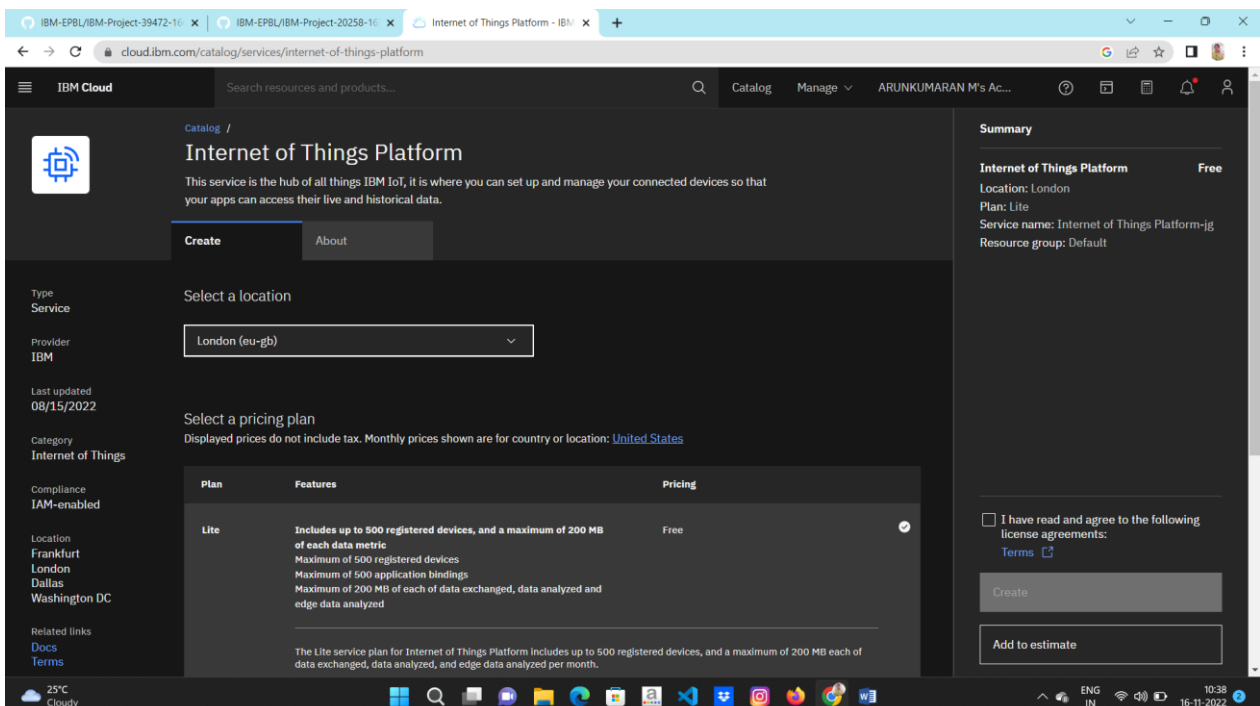 IBM-EPBL/IBM-Project-39472-16
IBM-EPBL/IBM-Project-20258-16
Internet of Things Platform - IBM
cloud.ibm.com/catalog/services/internet-of-things-platform
IBM Cloud
Search resources and products...
Catalog
Manage
ARUNKUMARAN M's Ac...
Catalog /
Internet of Things Platform
This service is the hub of all things IBM IoT, it is where you can set up and manage your connected devices so that
your apps can access their live and historical data.
Create
About
Type
Service
Provider
IBM
Last updated
08/15/2022
Category
Internet of Things
Compliance
IAM-enabled
Location
Frankfurt
London
Dallas
Washington DC
Related links
Docs
Terms
Select a location
London (eu-gb)
Select a pricing plan
Displayed prices do not include tax. Monthly prices shown are for country or location: United States
Plan Features Pricing
Lite Includes up to 500 registered devices, and a maximum of 200 MB Free
of each data metric
Maximum of 500 registered devices
Maximum of 500 application bindings
Maximum of 200 MB of each of data exchanged, data analyzed and
edge data analyzed
The Lite service plan for Internet of Things Platform includes up to 500 registered devices, and a maximum of 200 MB each of
data exchanged, data analyzed, and edge data analyzed per month.
Summary
Internet of Things Platform Free
Location: London
Plan: Lite
Service name: Internet of Things Platform-jg
Resource group: Default
I have read and agree to the following
license agreements:
Terms
Create
Add to estimate
25°C
Cloudy
ENG
IN
10:38
16-11-2022
2